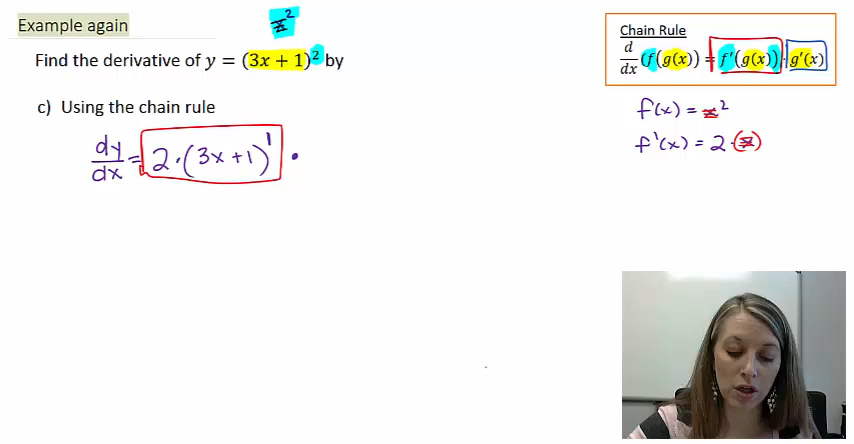 Example again
x²
Find the derivative of y = (3x + 1)² by
c) Using the chain rule
dy/dx = 2 · (3x + 1)¹ ·
Chain Rule
d/dx (f(g(x)) = f′(g(x)) · g′(x)
f(x) = x²
f'(x) = 2 · (x)